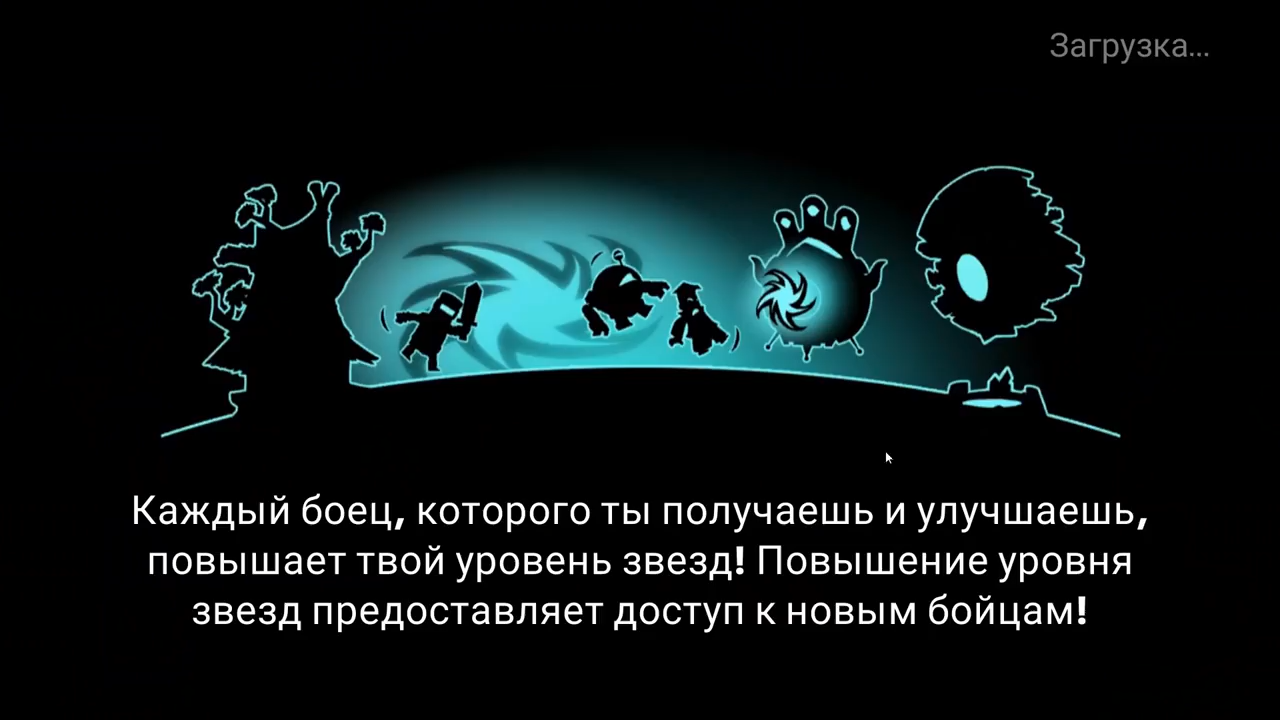 Загрузка...
Каждый боец, которого ты получаешь и улучшаешь,
повышает твой уровень звезд! Повышение уровня
звезд предоставляет доступ к новым бойцам!